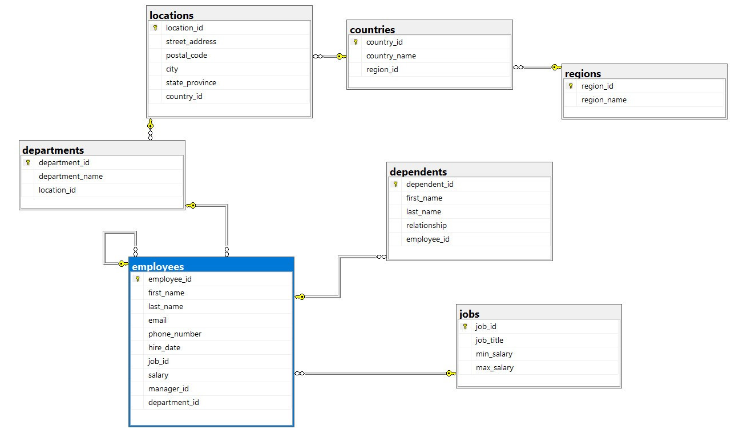 locations
location_id
street_address
postal_code
city
state_province
country_id
countries
country_id
country_name
region_id
regions
region_id
region_name
departments
department_id
department_name
location_id
dependents
dependent_id
first_name
last_name
relationship
employee_id
employees
employee_id
first_name
last_name
email
phone_number
hire_date
job_id
salary
manager_id
department_id
jobs
job_id
job_title
min_salary
max_salary